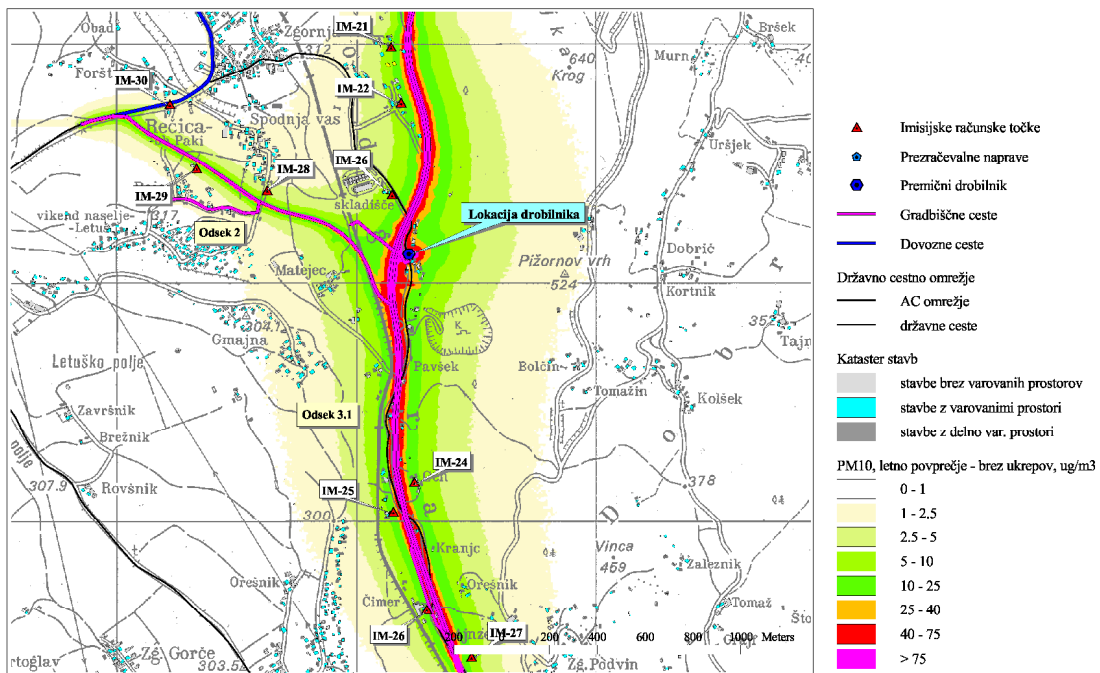 Obad
Zgornj
312
IM-21
640
Krog
Murn
Bršek
Foršt
IM-30
IM-22
Rečica
ob Paki
Spodnja vas
IM-28
IM-26
skladišče
Uršjek
IM-29
317
vikend naselje
-Letuš
Odsek 2
Lokacija drobilnika
Dobrič
Pižornov vrh
524
Matejec
Kortnik
304.1
Gmajna
K
352
Tajn
Letuško polje
Pavšek
Bolčin
Tomažin
Kolšek
Završnik
Odsek 3.1
Brežnik
polje
IM-24
307.9
Rovšnik
IM-25
300
378
Kranjc
Vinca
459
Zaleznik
Orešnik
Orešnik
Čimer
Tomaž
Što
IM-26
IM-27
200 0 200 400 600 800 1000 Meters
rtoglav
Zg. Gorče
303.5
Zg. Podvin
Imisijske računske točke
Prezračevalne naprave
Premični drobilnik
Gradbiščne ceste
Dovozne ceste
Državno cestno omrežje
AC omrežje
državne ceste
Kataster stavb
stavbe brez varovanih prostorov
stavbe z varovanimi prostori
stavbe z delno var. prostori
PM10, letno povprečje - brez ukrepov, ug/m3
0 - 1
1 - 2.5
2.5 - 5
5 - 10
10 - 25
25 - 40
40 - 75
> 75